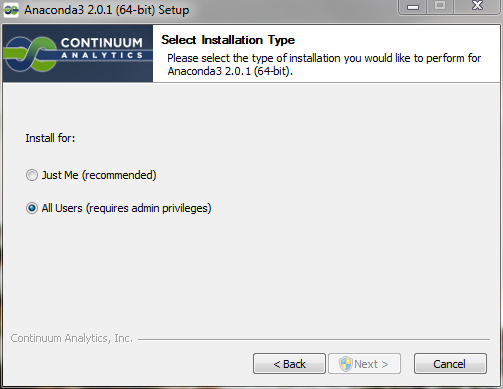 Anaconda3 2.0.1 (64-bit) Setup
CONTINUUM
ANALYTICS
Select Installation Type
Please select the type of installation you would like to perform for
Anaconda3 2.0.1 (64-bit).
Install for:
Just Me (recommended)
All Users (requires admin privileges)
Continuum Analytics, Inc.
< Back
Next >
Cancel